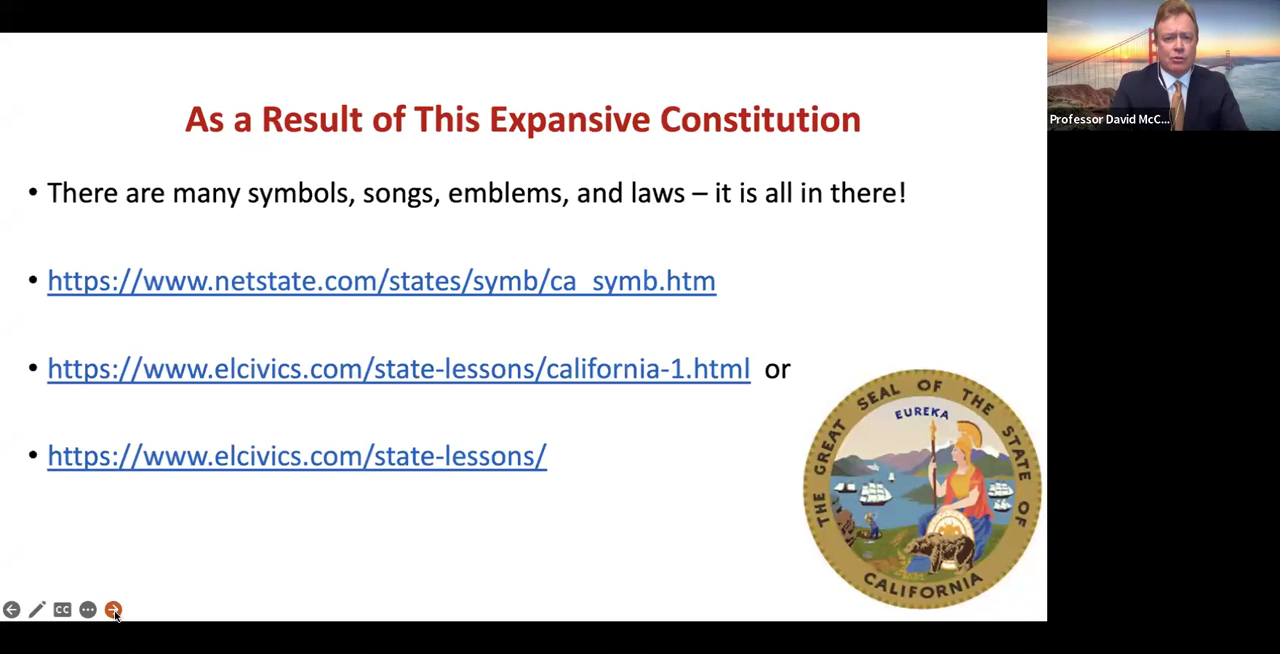 As a Result of This Expansive Constitution
• There are many symbols, songs, emblems, and laws – it is all in there!
• https://www.netstate.com/states/symb/ca_symb.htm
• https://www.elcivics.com/state-lessons/california-1.html or
• https://www.elcivics.com/state-lessons/
THE GREAT SEAL OF THE STATE OF CALIFORNIA
EUREKA
CC
Professor David McC...